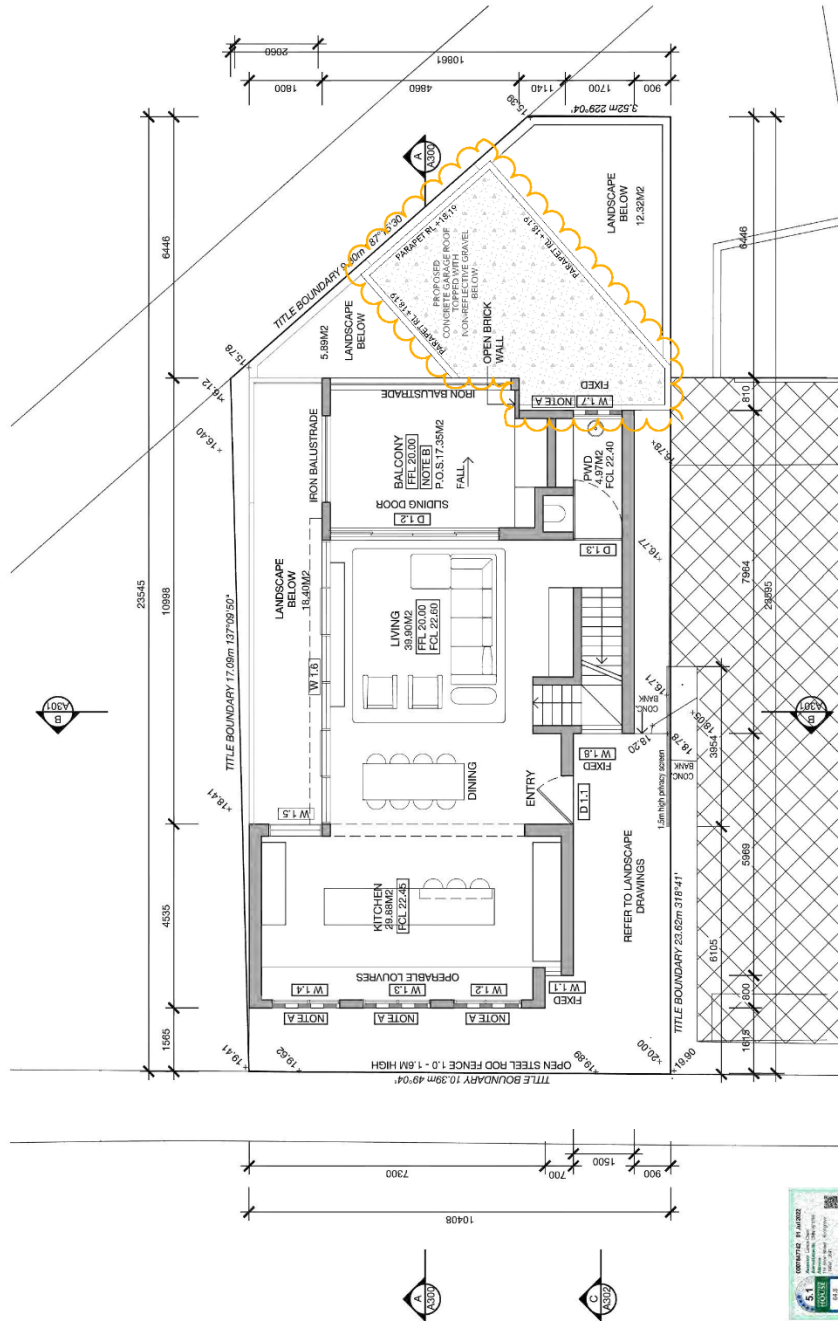 2060
10861
1800
4860
1140
1700
900
3.52m 229°04'
15.39
A
A300
23545
6446
10998
4535
1565
TITLE BOUNDARY 17.09m 137°09'50"
15.78
×16.12
×16.40
×18.41
5.89M2
LANDSCAPE
BELOW
PARAPET RL +18.19
PARAPET RL +18.19
PARAPET RL +18.19
PROPOSED
CONCRETE GARAGE ROOF
TOPPED WITH
NON-REFLECTIVE GRAVEL
BELOW
LANDSCAPE
BELOW
12.32M2
OPEN BRICK
WALL
IRON BALUSTRADE
IRON BALUSTRADE
BALCONY
FFL 20.00
NOTE B
P.O.S.17.35M2
FALL
SLIDING DOOR
D 1.2
FIXED
W 1.7
NOTE A
PWD
4.97M2
FCL 22.40
D 1.3
LANDSCAPE
BELOW
18.40M2
W 1.6
LIVING
39.90M2
FFL 20.00
FCL 22.60
DINING
ENTRY
D 1.1
FIXED
W 1.8
W 1.5
KITCHEN
29.88M2
FCL 22.45
OPERABLE LOUVRES
W 1.4
W 1.3
W 1.2
NOTE A
NOTE A
NOTE A
W 1.1
FIXED
REFER TO LANDSCAPE
DRAWINGS
16.78×
×16.77
×16.71
CONC.
BANK
18.20
18.05×
18.78
CONC.
BANK
1.5m high privacy screen
TITLE BOUNDARY 23.62m 318°41'
6446
810
7964
23595
3954
5969
6105
800
1615
B
A301
B
A301
19.41
×19.62
×19.89
×20.00
×19.90
OPEN STEEL ROD FENCE 1.0 - 1.6M HIGH
TITLE BOUNDARY 10.39m 49°04'
7300
700
1500
900
10408
A
A300
C
A302
5.1
HOUSE